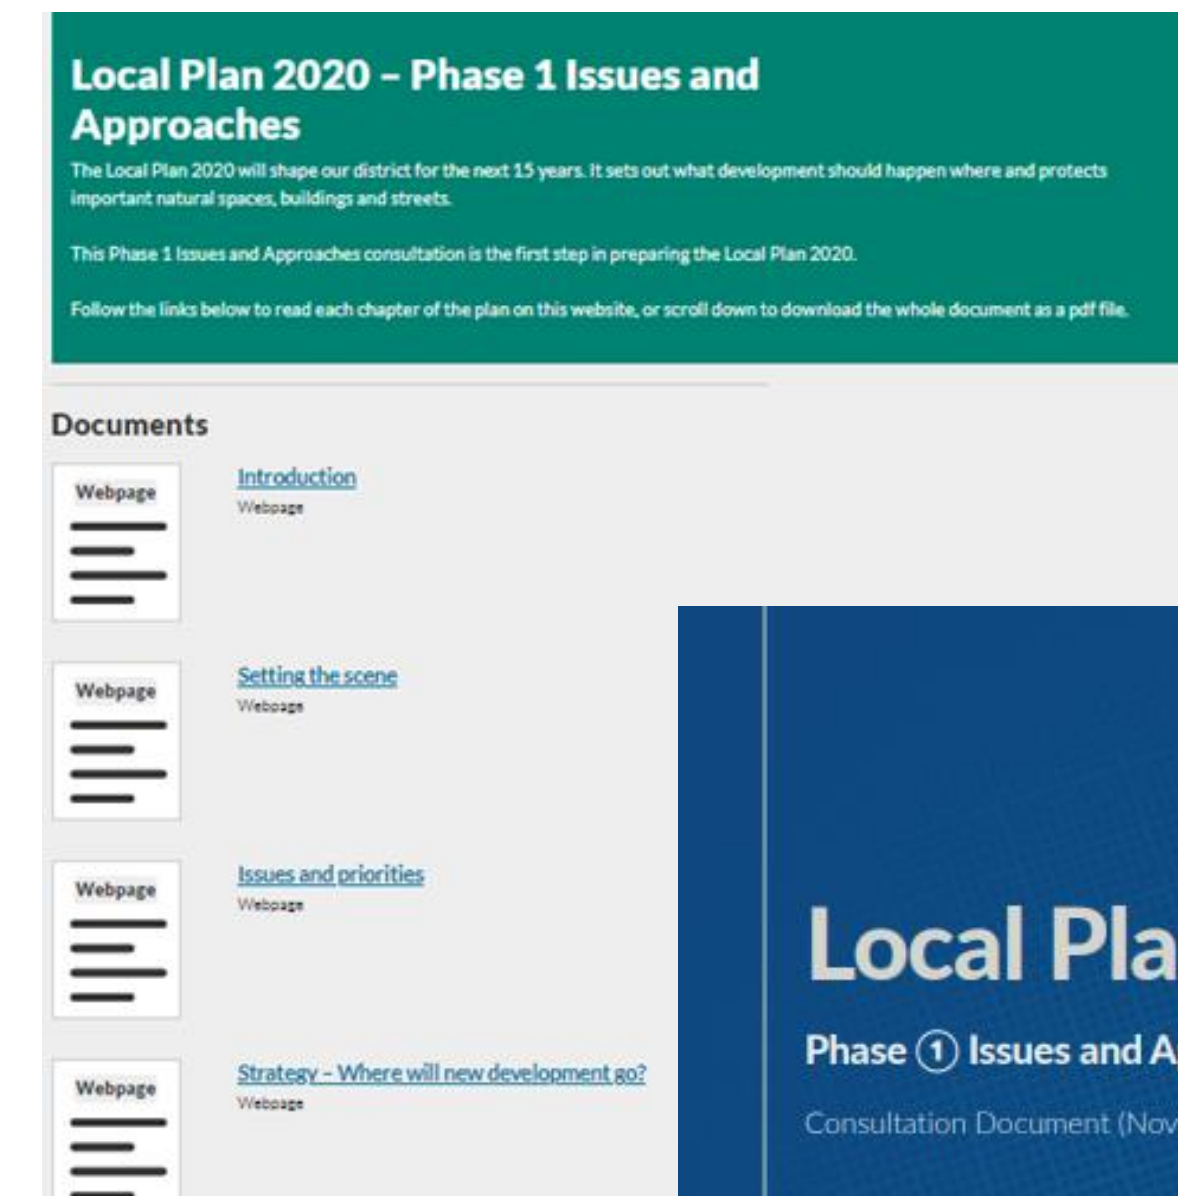 Local Plan 2020 – Phase 1 Issues and
Approaches
The Local Plan 2020 will shape our district for the next 15 years. It sets out what development should happen where and protects
important natural spaces, buildings and streets.
This Phase 1 Issues and Approaches consultation is the first step in preparing the Local Plan 2020.
Follow the links below to read each chapter of the plan on this website, or scroll down to download the whole document as a pdf file.
Documents
Webpage
Introduction
Webpage
Webpage
Setting the scene
Webpage
Webpage
Issues and priorities
Webpage
Webpage
Strategy – Where will new development go?
Webpage
Local Pla
Phase 1 Issues and A
Consultation Document (Nov